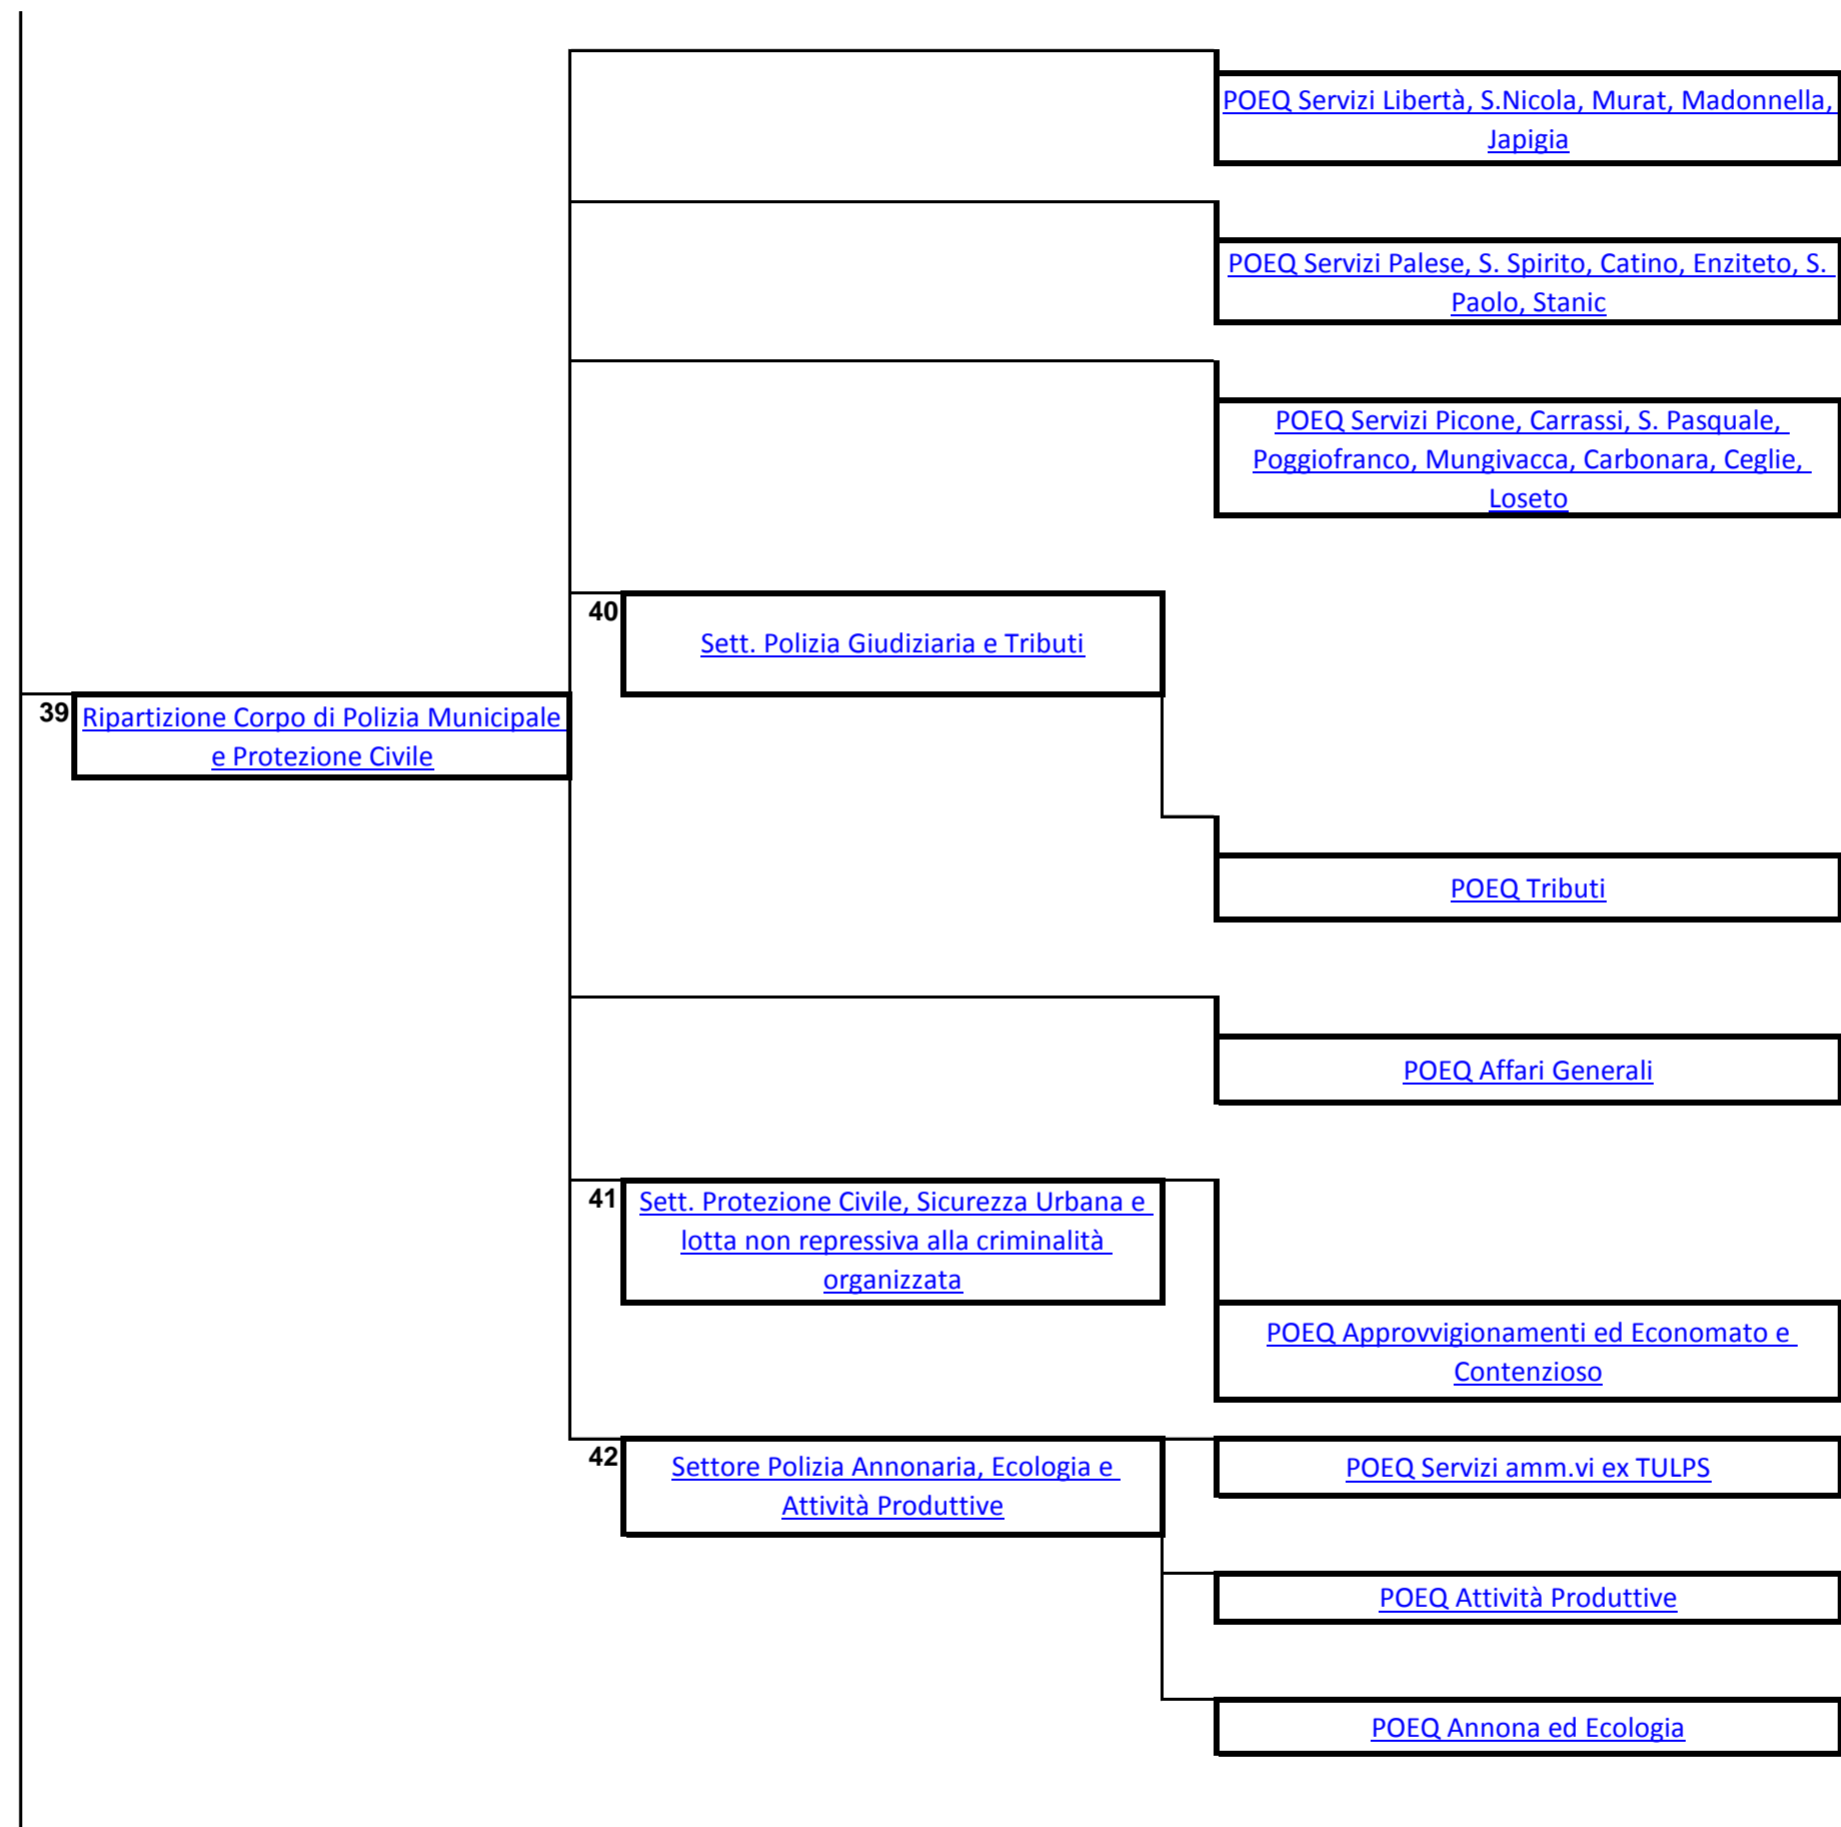 POEQ Servizi Libertà, S.Nicola, Murat, Madonnella,
Japigia
POEQ Servizi Palese, S. Spirito, Catino, Enziteto, S.
Paolo, Stanic
POEQ Servizi Picone, Carrassi, S. Pasquale,
Poggiofranco, Mungivacca, Carbonara, Ceglie,
Loseto
40
Sett. Polizia Giudiziaria e Tributi
39
Ripartizione Corpo di Polizia Municipale
e Protezione Civile
POEQ Tributi
POEQ Affari Generali
41
Sett. Protezione Civile, Sicurezza Urbana e
lotta non repressiva alla criminalità
organizzata
POEQ Approvvigionamenti ed Economato e
Contenzioso
42
Settore Polizia Annonaria, Ecologia e
Attività Produttive
POEQ Servizi amm.vi ex TULPS
POEQ Attività Produttive
POEQ Annona ed Ecologia